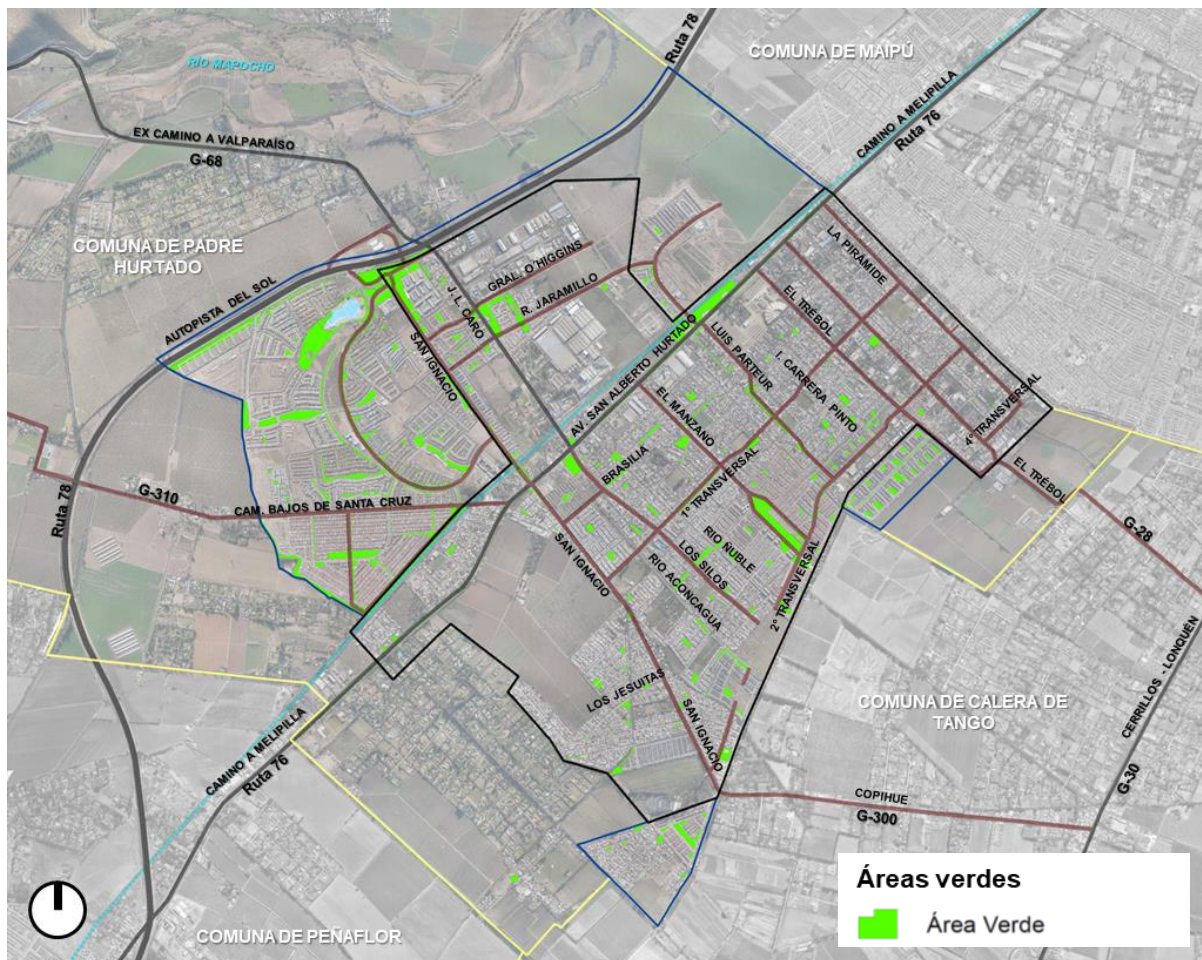 Ruta 78
COMUNA DE MAIPÚ
RÍO MAPOCHO
CAMINO A MELIPILLA
Ruta 76
EX CAMINO A VALPARAÍSO
G-68
COMUNA DE PADRE
HURTADO
LA PIRAMIDE
GRAL. O'HIGGINS
J. L. CARO
R. JARAMILLO
EL TRÉBOL
AUTOPISTA DEL SOL
SAN IGNACIO
AV. SAN ALBERTO HURTADO
LUIS PARTEUR
I. CARRERA PINTO
EL MANZANO
4° TRANSVERSAL
BRASILIA
1° TRANSVERSAL
EL TRÉBOL
G-310
CAM. BAJOS DE SANTA CRUZ
Ruta 78
G-28
SAN IGNACIO
RIO ÑUBLE
LOS SILOS
RIO ACONCAGUA
2° TRANSVERSAL
LOS JESUITAS
SAN IGNACIO
COMUNA DE CALERA DE
TANGO
CERRILLOS - LONQUÉN
G-30
CAMINO A MELIPILLA
Ruta 76
COPIHUE
G-300
COMUNA DE PEÑAFLOR
Áreas verdes
Área Verde